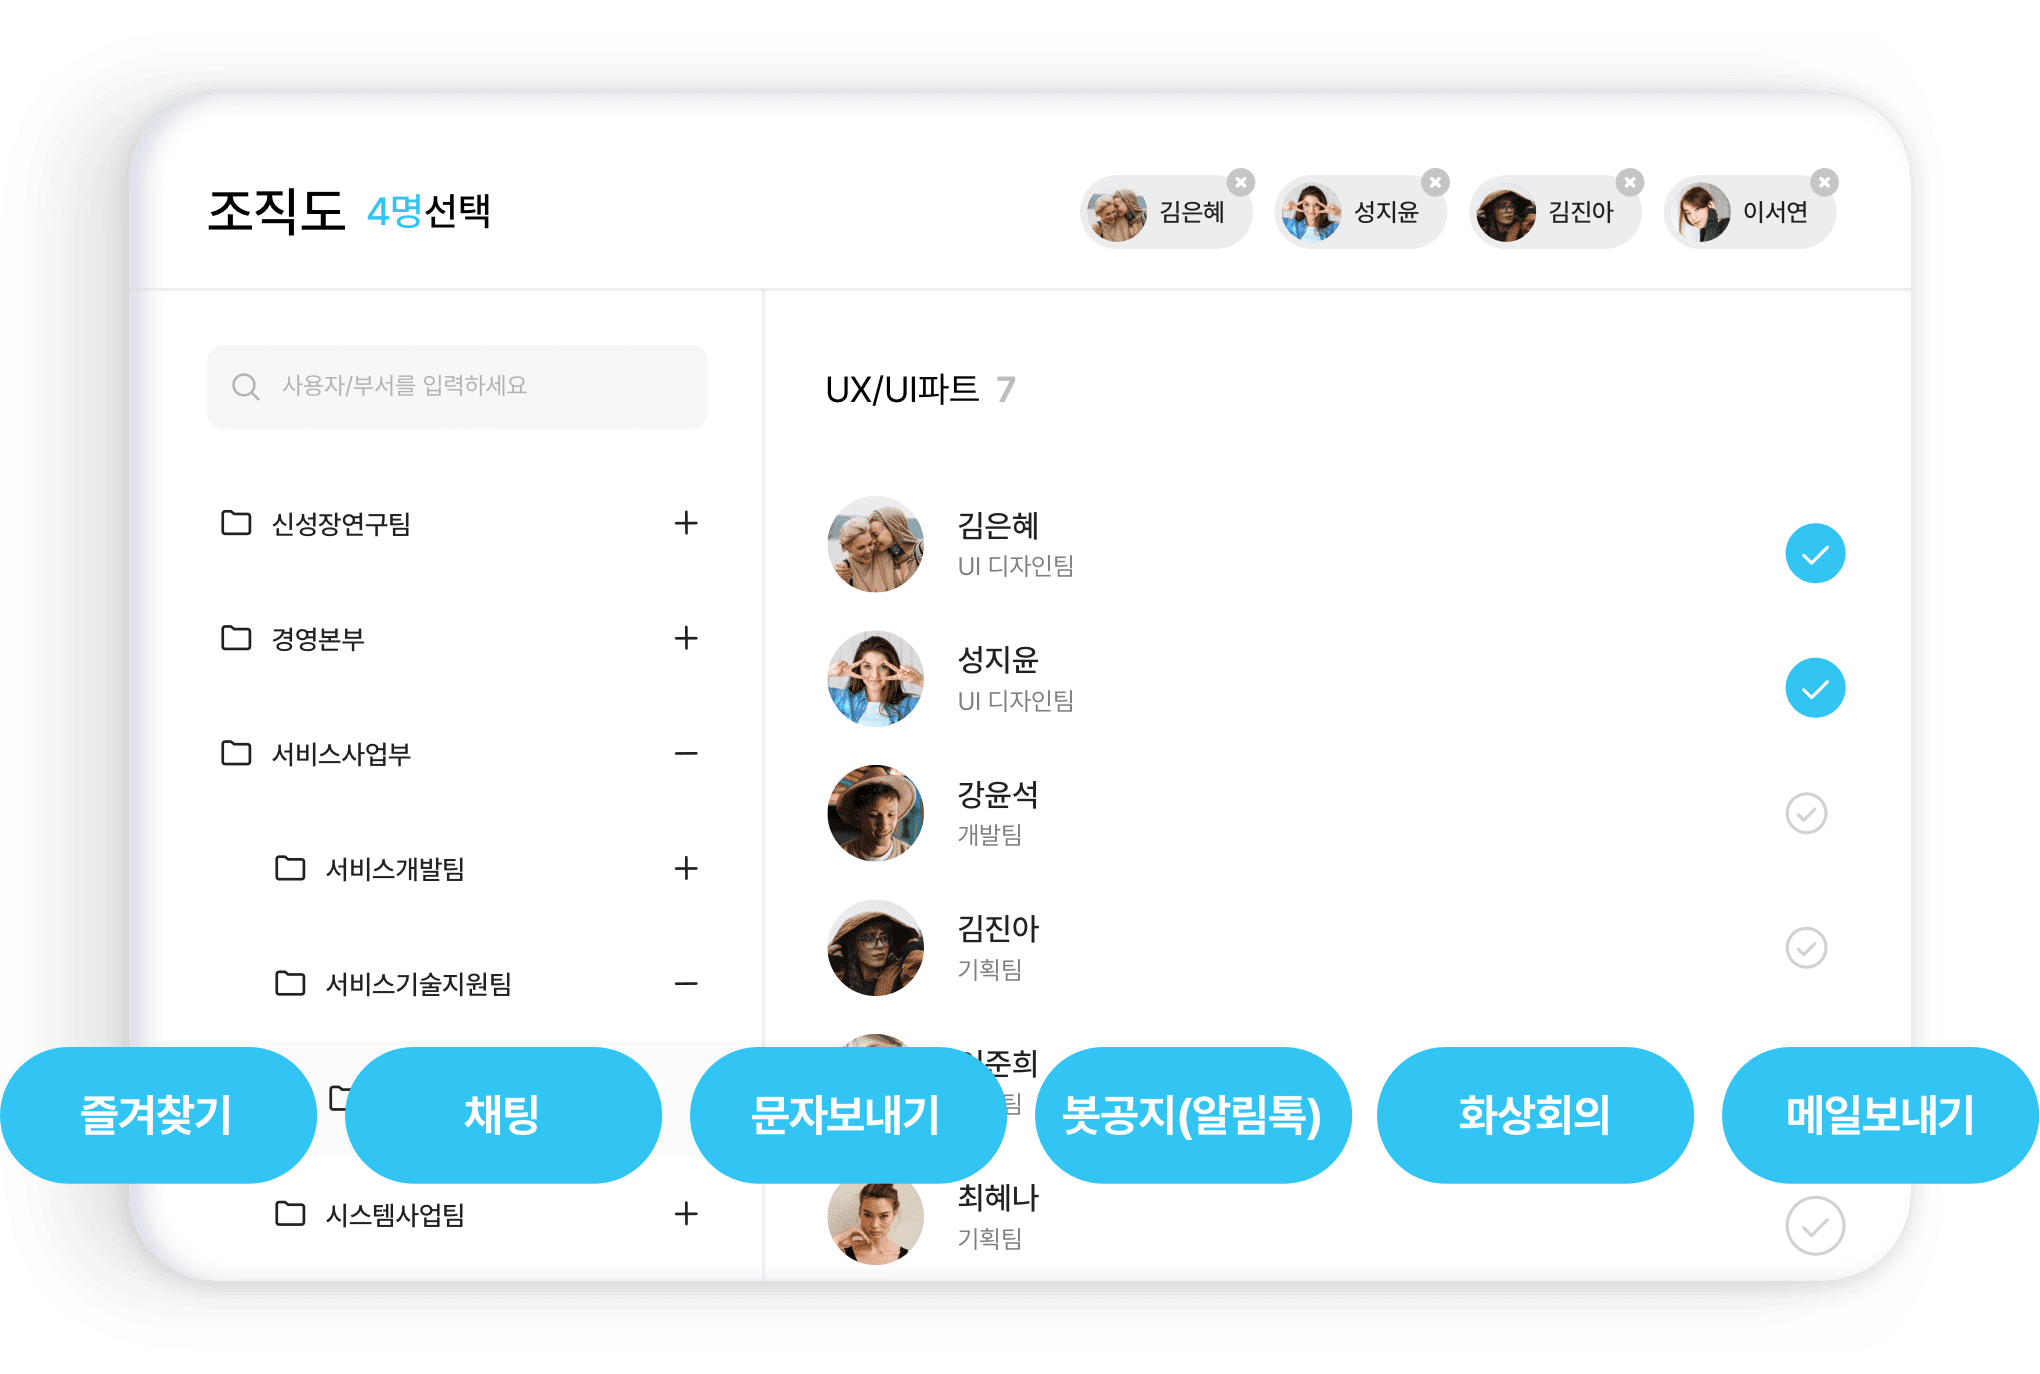 조직도 4명선택
김은혜
성지윤
김진아
이서연
사용자/부서를 입력하세요
신성장연구팀
경영본부
서비스사업부
서비스개발팀
서비스기술지원팀
시스템사업팀
UX/UI파트 7
김은혜
UI 디자인팀
성지윤
UI 디자인팀
강윤석
개발팀
김진아
기획팀
준희
팀
최혜나
기획팀
즐겨찾기
채팅
문자보내기
봇공지(알림톡)
화상회의
메일보내기